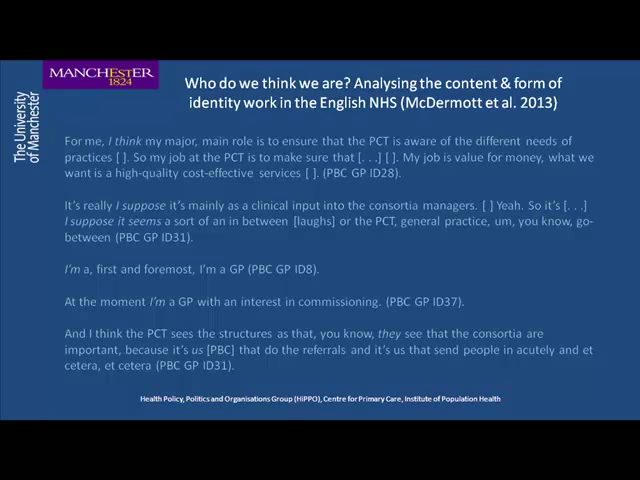 MANCHESTER
1824
The University
of Manchester
Who do we think we are? Analysing the content & form of
identity work in the English NHS (McDermott et al. 2013)
For me, I think my major, main role is to ensure that the PCT is aware of the different needs of
practices [ ]. So my job at the PCT is to make sure that [. . .] [ ]. My job is value for money, what we
want is a high-quality cost-effective services [ ]. (PBC GP ID28).
It's really I suppose it's mainly as a clinical input into the consortia managers. [ ] Yeah. So it's [. . .]
I suppose it seems a sort of an in between [laughs] or the PCT, general practice, um, you know, go-
between (PBC GP ID31).
I'm a, first and foremost, I'm a GP (PBC GP ID8).
At the moment I'm a GP with an interest in commissioning. (PBC GP ID37).
And I think the PCT sees the structures as that, you know, they see that the consortia are
important, because it's us [PBC] that do the referrals and it's us that send people in acutely and et
cetera, et cetera (PBC GP ID31).
Health Policy, Politics and Organisations Group (HiPPO), Centre for Primary Care, Institute of Population Health